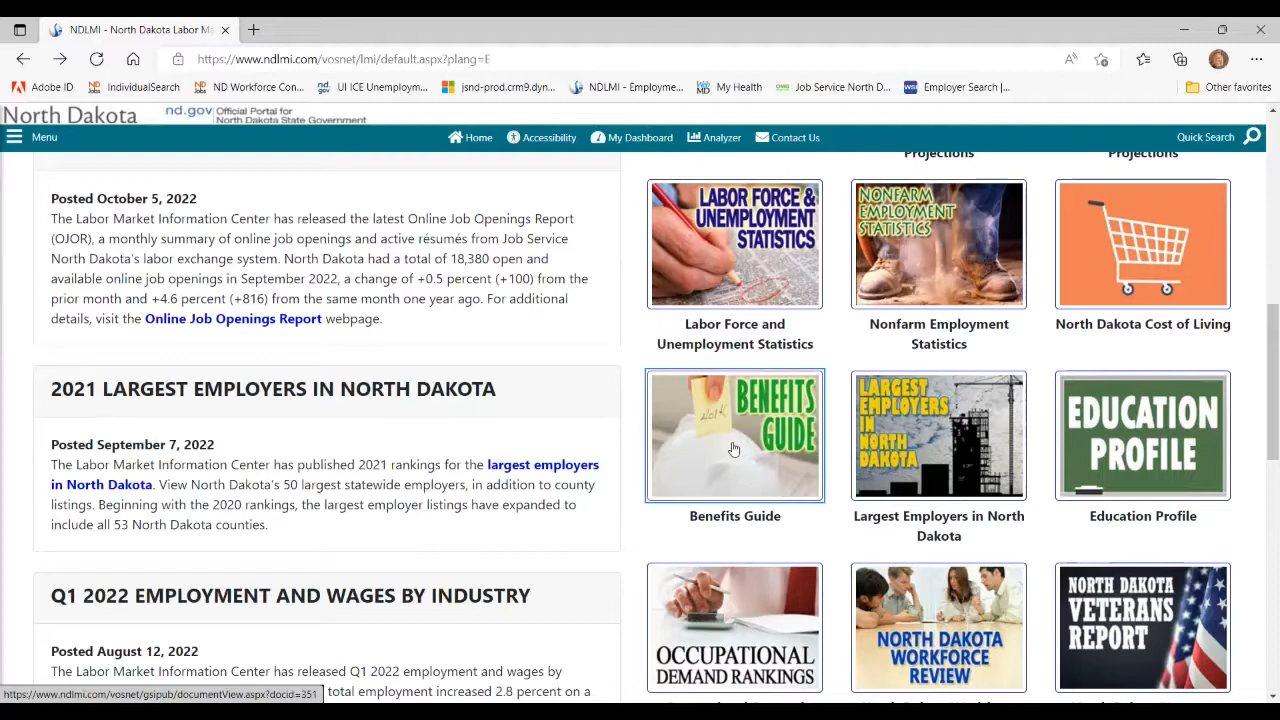 NDLMI - North Dakota Labor Ma
https://www.ndlmi.com/vosnet/lmi/default.aspx?plang=E
Adobe ID
IndividualSearch
ND Workforce Con...
UI ICE Unemploym...
jsnd-prod.crm9.dyn...
NDLMI - Employme...
My Health
Job Service North D...
Employer Search |...
Other favorites
North Dakota
nd.gov
Official Portal for
North Dakota State Government
Menu
Home
Accessibility
My Dashboard
Analyzer
Contact Us
Quick Search
Projections
Projections
Posted October 5, 2022
The Labor Market Information Center has released the latest Online Job Openings Report
(OJOR), a monthly summary of online job openings and active résumés from Job Service
North Dakota's labor exchange system. North Dakota had a total of 18,380 open and
available online job openings in September 2022, a change of +0.5 percent (+100) from the
prior month and +4.6 percent (+816) from the same month one year ago. For additional
details, visit the Online Job Openings Report webpage.
2021 LARGEST EMPLOYERS IN NORTH DAKOTA
Posted September 7, 2022
The Labor Market Information Center has published 2021 rankings for the largest employers
in North Dakota. View North Dakota's 50 largest statewide employers, in addition to county
listings. Beginning with the 2020 rankings, the largest employer listings have expanded to
include all 53 North Dakota counties.
Q1 2022 EMPLOYMENT AND WAGES BY INDUSTRY
Posted August 12, 2022
The Labor Market Information Center has released Q1 2022 employment and wages by
total employment increased 2.8 percent on a
https://www.ndlmi.com/vosnet/gsipub/documentView.aspx?docid=351
LABOR FORCE &
UNEMPLOYMENT
STATISTICS
Labor Force and
Unemployment Statistics
NONFARM
EMPLOYMENT
STATISTICS
Nonfarm Employment
Statistics
North Dakota Cost of Living
401K
BENEFITS
GUIDE
Benefits Guide
LARGEST
EMPLOYERS
IN
NORTH
DAKOTA
Largest Employers in North
Dakota
EDUCATION
PROFILE
Education Profile
OCCUPATIONAL
DEMAND RANKINGS
NORTH DAKOTA
WORKFORCE
REVIEW
NORTH DAKOTA
VETERANS
REPORT